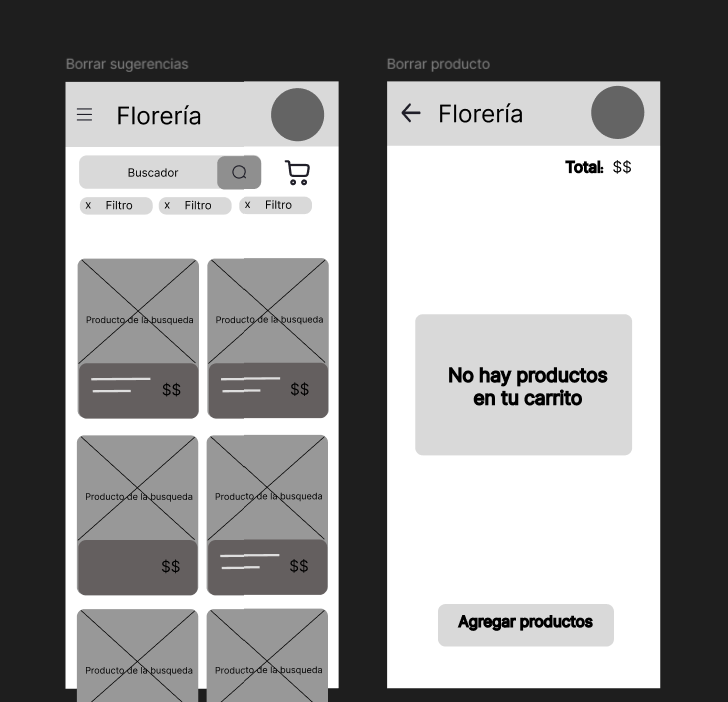 Borrar sugerencias
Florería
Buscador
x Filtro x Filtro x Filtro
Producto de la busqueda Producto de la busqueda
$$ $$
Producto de la busqueda Producto de la busqueda
$$ $$
Producto de la busqueda Producto de la busqueda
Borrar producto
Florería
Total: $$
No hay productos
en tu carrito
Agregar productos